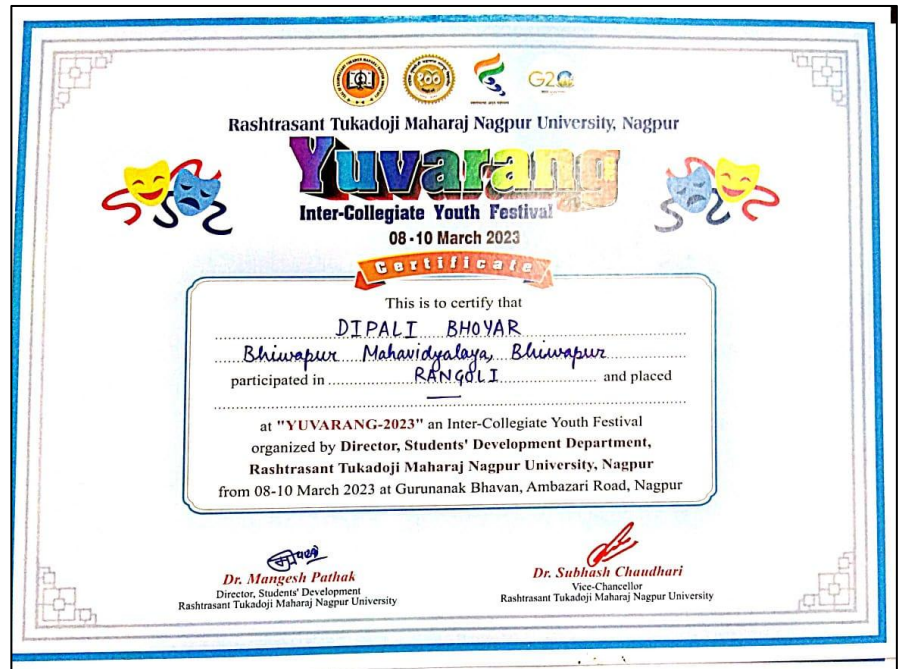 १००
G20
Rashtrasant Tukadoji Maharaj Nagpur University, Nagpur
Yuvarang
Inter-Collegiate Youth Festival
08-10 March 2023
Certificate
This is to certify that
DIPALI BHOYAR
Bhiwapur Mahavidyalaya, Bhiwapur
participated in RANGOLI and placed
—
at "YUVARANG-2023" an Inter-Collegiate Youth Festival
organized by Director, Students' Development Department,
Rashtrasant Tukadoji Maharaj Nagpur University, Nagpur
from 08-10 March 2023 at Gurunanak Bhavan, Ambazari Road, Nagpur
Dr. Mangesh Pathak
Director, Students' Development
Rashtrasant Tukadoji Maharaj Nagpur University
Dr. Subhash Chaudhari
Vice-Chancellor
Rashtrasant Tukadoji Maharaj Nagpur University